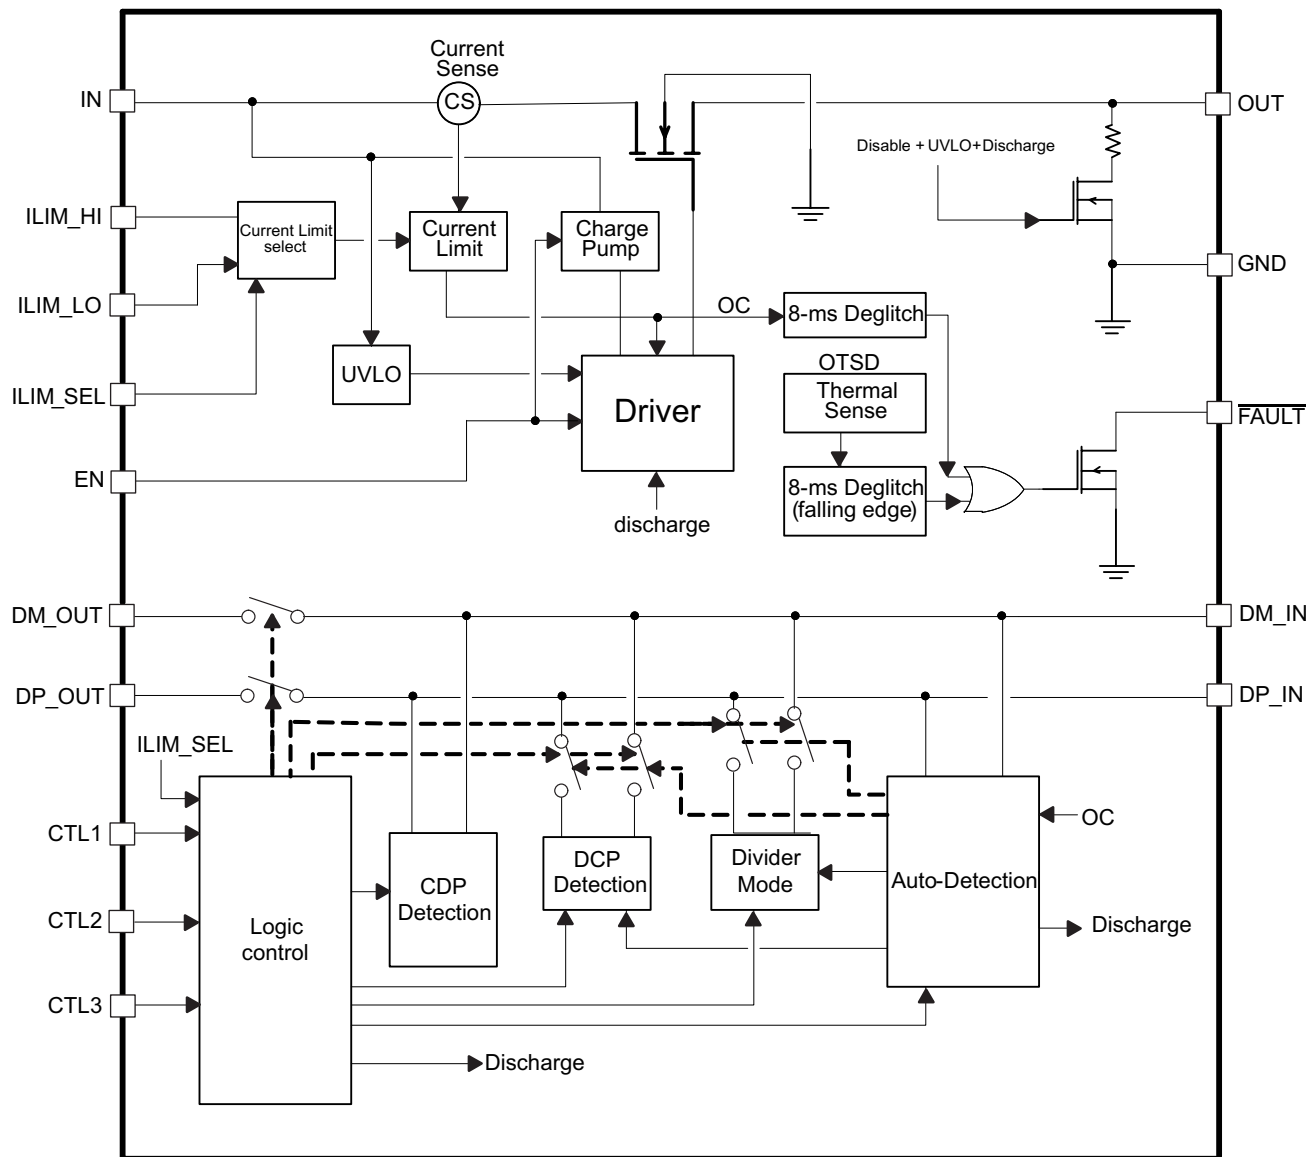 Current
Sense
IN
CS
OUT
Disable + UVLO+Discharge
ILIM_HI
Current Limit
select
Current
Limit
Charge
Pump
GND
ILIM_LO
OC
8-ms Deglitch
UVLO
OTSD
Thermal
Sense
ILIM_SEL
Driver
FAULT
EN
8-ms Deglitch
(falling edge)
discharge
DM_OUT
DM_IN
DP_OUT
DP_IN
ILIM_SEL
CTL1
OC
DCP
Detection
Divider
Mode
Auto-Detection
CDP
Detection
CTL2
Logic
control
Discharge
CTL3
Discharge